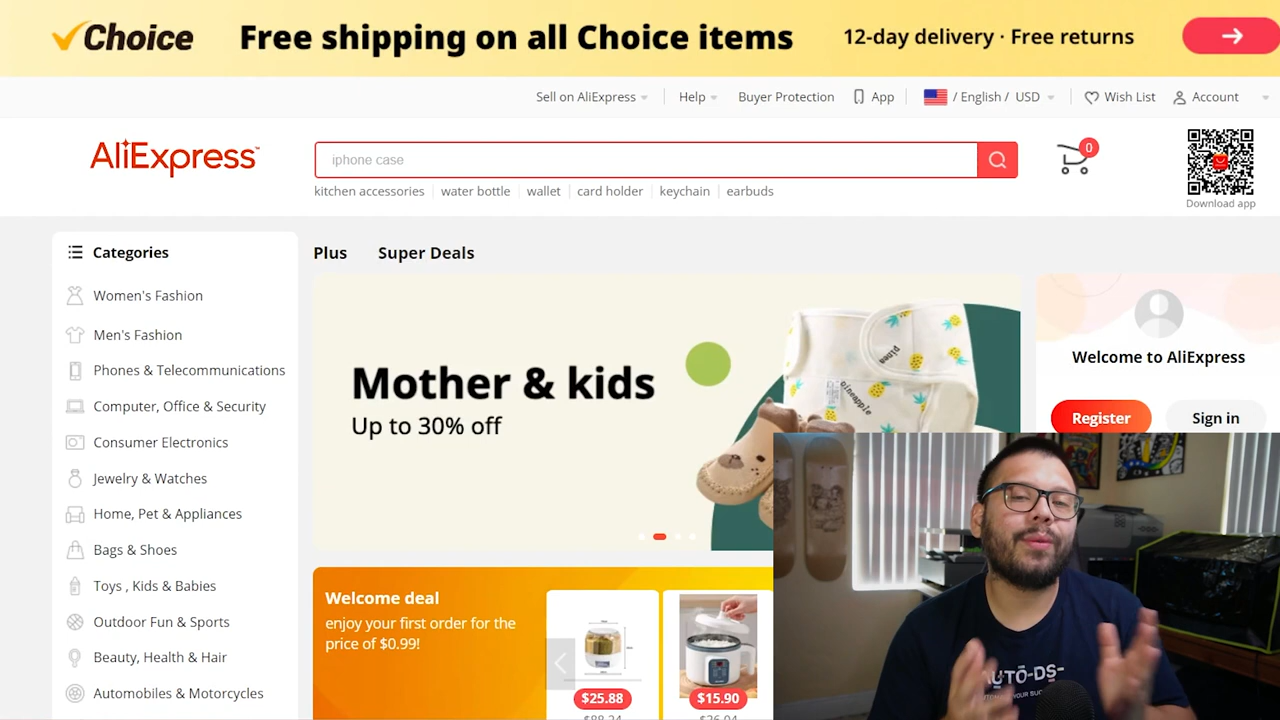 Choice
Free shipping on all Choice items
12-day delivery · Free returns
Sell on AliExpress
Help
Buyer Protection
App
/ English / USD
Wish List
Account
AliExpress
iphone case
0
kitchen accessories
water bottle
wallet
card holder
keychain
earbuds
Download app
Categories
Plus
Super Deals
Women's Fashion
Men's Fashion
Phones & Telecommunications
Computer, Office & Security
Consumer Electronics
Jewelry & Watches
Home, Pet & Appliances
Bags & Shoes
Toys , Kids & Babies
Outdoor Fun & Sports
Beauty, Health & Hair
Automobiles & Motorcycles
Mother & kids
Up to 30% off
pinea
pineapple
Welcome to AliExpress
Register
Sign in
Welcome deal
enjoy your first order for the
price of $0.99!
$25.88
$15.90
AUTO-DS-